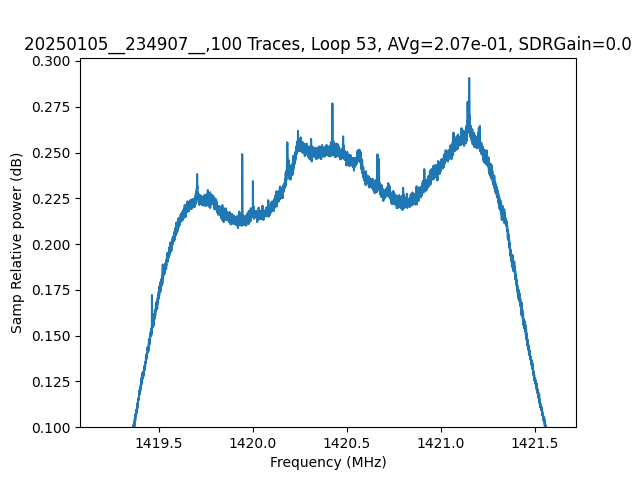 20250105__234907__,100 Traces, Loop 53, AVg=2.07e-01, SDRGain=0.0
0.300
0.275
0.250
0.225
0.200
0.175
0.150
0.125
0.100
Samp Relative power (dB)
1419.5 1420.0 1420.5 1421.0 1421.5
Frequency (MHz)